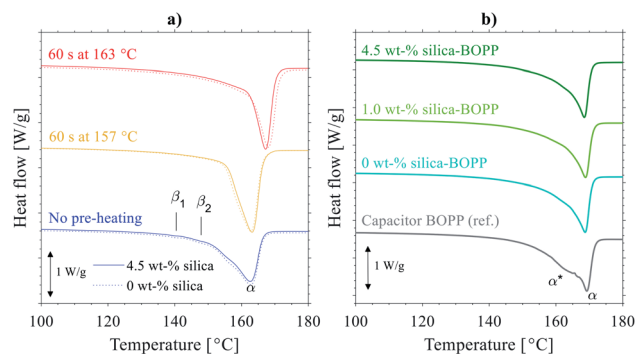 a)
60 s at 163 °C
60 s at 157 °C
No pre-heating
β1
β2
α
1 W/g
4.5 wt-% silica
0 wt-% silica
Heat flow [W/g]
100 120 140 160 180
Temperature [°C]
b)
4.5 wt-% silica-BOPP
1.0 wt-% silica-BOPP
0 wt-% silica-BOPP
Capacitor BOPP (ref.)
1 W/g
α*
α
Heat flow [W/g]
100 120 140 160 180
Temperature [°C]